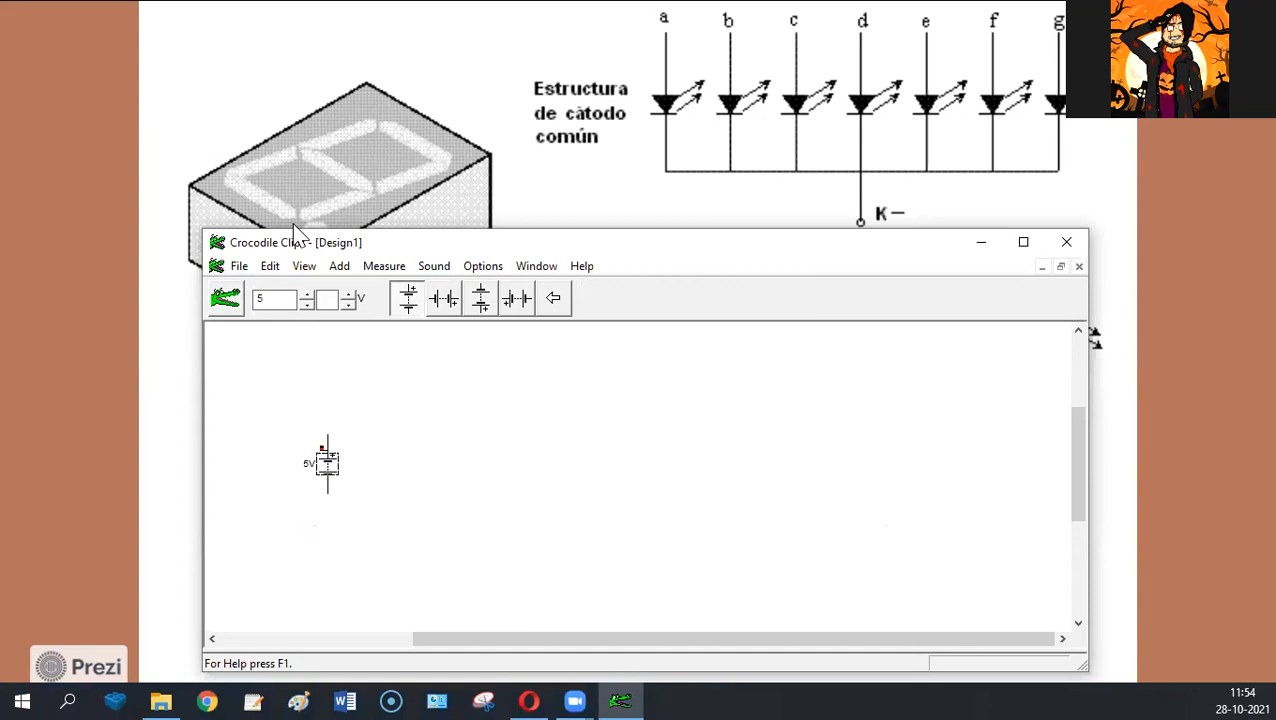 a b c d e f g
Estructura
de càtodo
común
K –
Crocodile Clips - [Design1]
File Edit View Add Measure Sound Options Window Help
5 V
5V
For Help press F1.
Prezi
11:54
28-10-2021